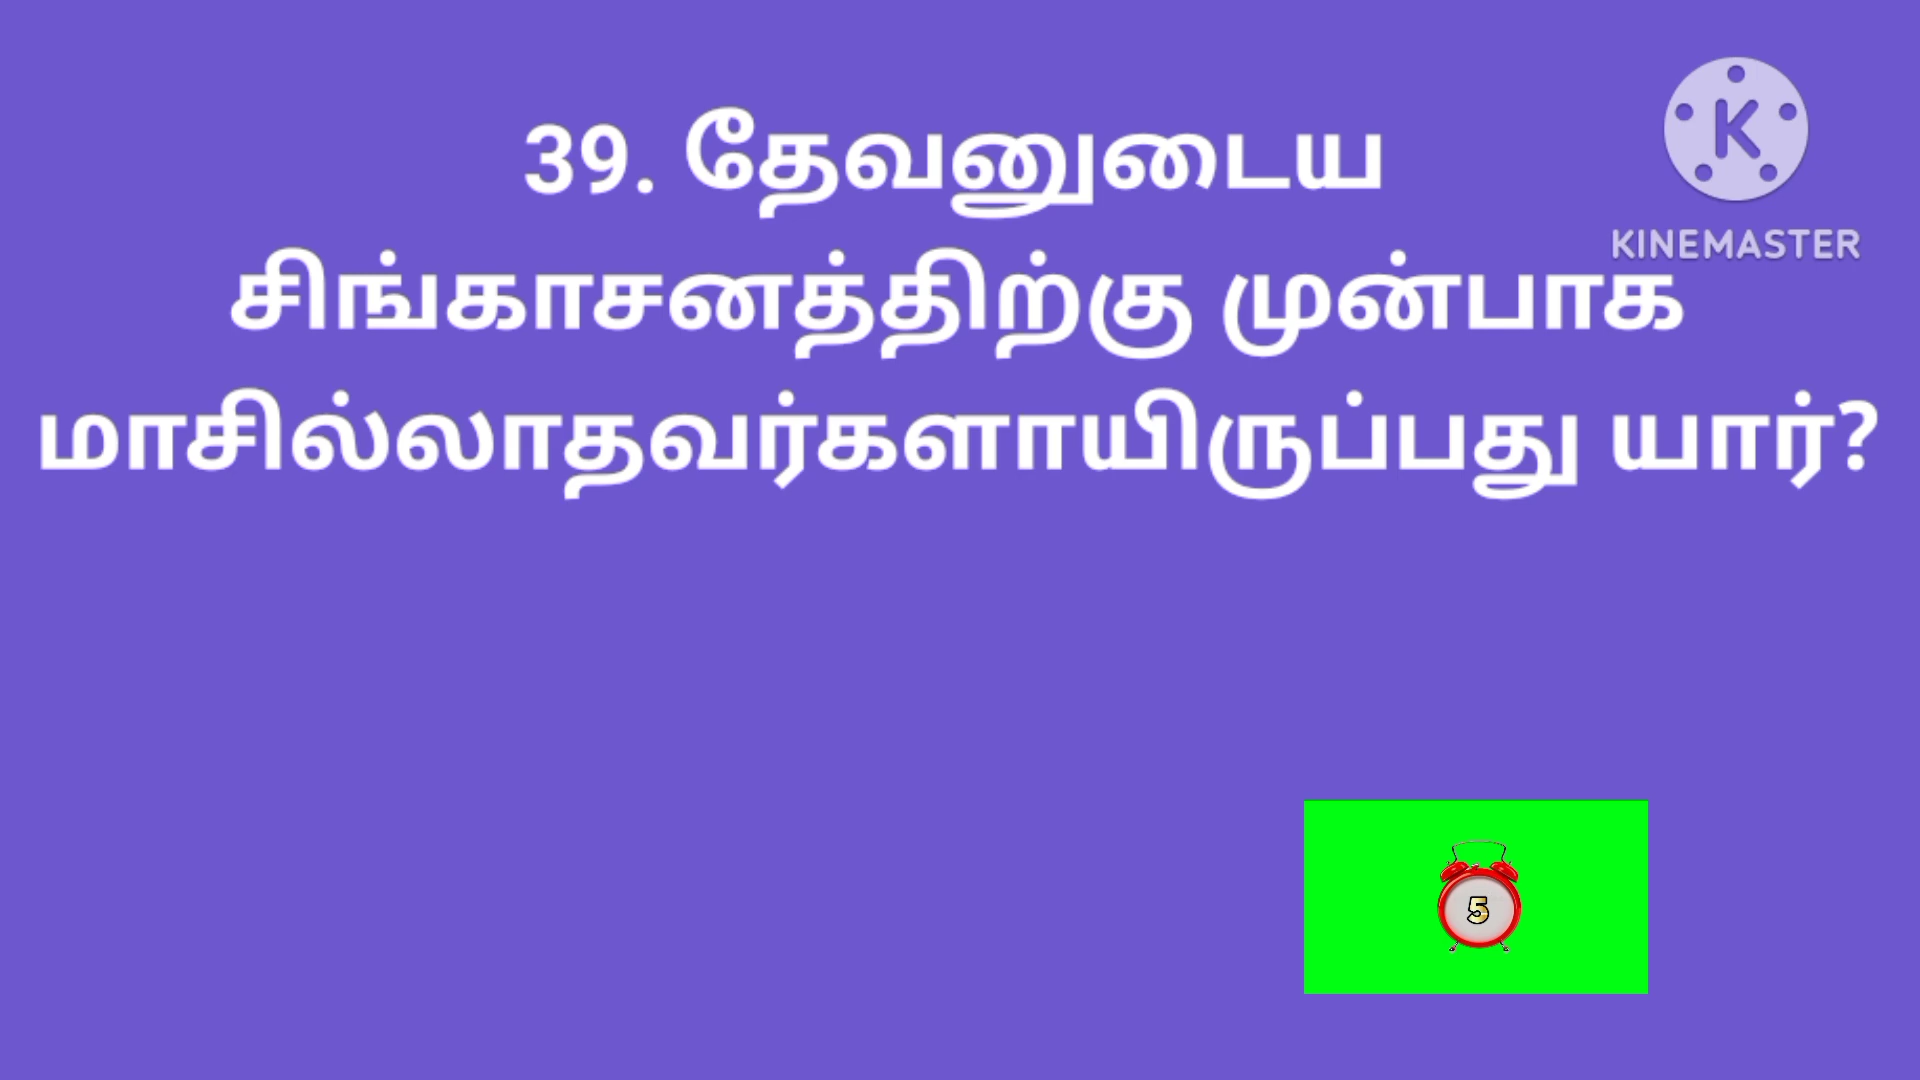 39. தேவனுடைய
சிங்காசனத்திற்கு முன்பாக
மாசில்லாதவர்களாயிருப்பது யார்?
K
KINEMASTER
5